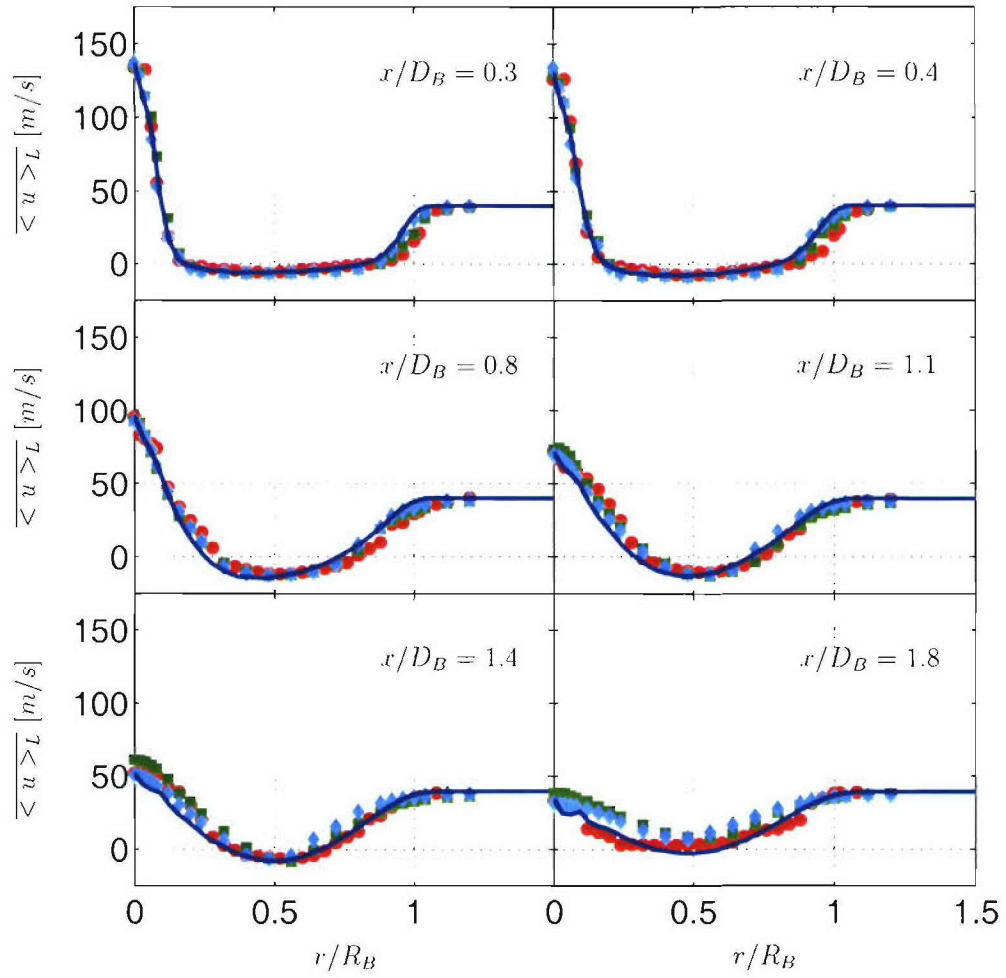 150
100
50
0
$\overline{<u>_L}$ [m/s]
x/D_B = 0.3
x/D_B = 0.4
150
100
50
0
$\overline{<u>_L}$ [m/s]
x/D_B = 0.8
x/D_B = 1.1
150
100
50
0
$\overline{<u>_L}$ [m/s]
x/D_B = 1.4
x/D_B = 1.8
0 0.5 1 0 0.5 1 1.5
r/R_B r/R_B